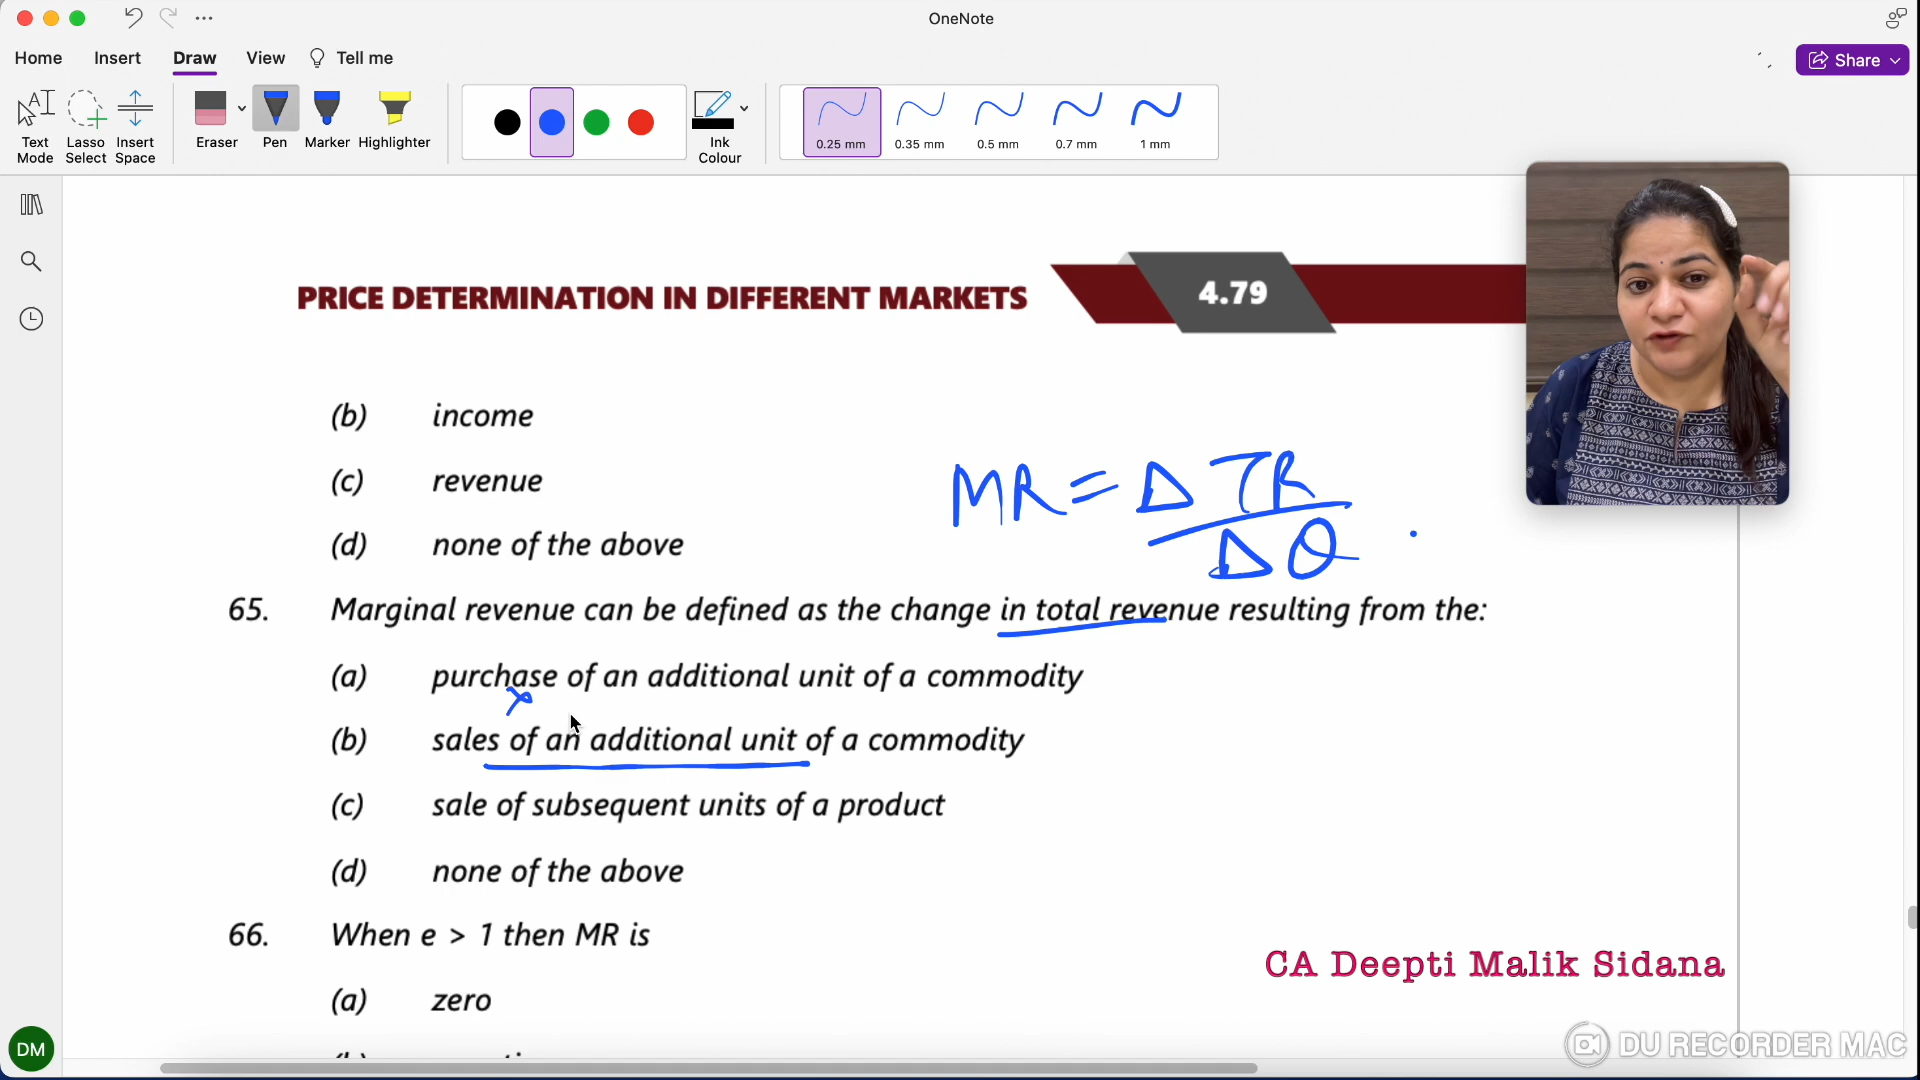 OneNote
Home Insert Draw View Tell me
Share
Text Mode
Lasso Select
Insert Space
Eraser
Pen
Marker
Highlighter
Ink Colour
0.25 mm
0.35 mm
0.5 mm
0.7 mm
1 mm
PRICE DETERMINATION IN DIFFERENT MARKETS 4.79
(b) income
(c) revenue
(d) none of the above
MR = Δ TR
Δ Q
65. Marginal revenue can be defined as the change in total revenue resulting from the:
(a) purchase of an additional unit of a commodity
(b) sales of an additional unit of a commodity
(c) sale of subsequent units of a product
(d) none of the above
66. When e > 1 then MR is
(a) zero
CA Deepti Malik Sidana
DM
DU RECORDER MAC